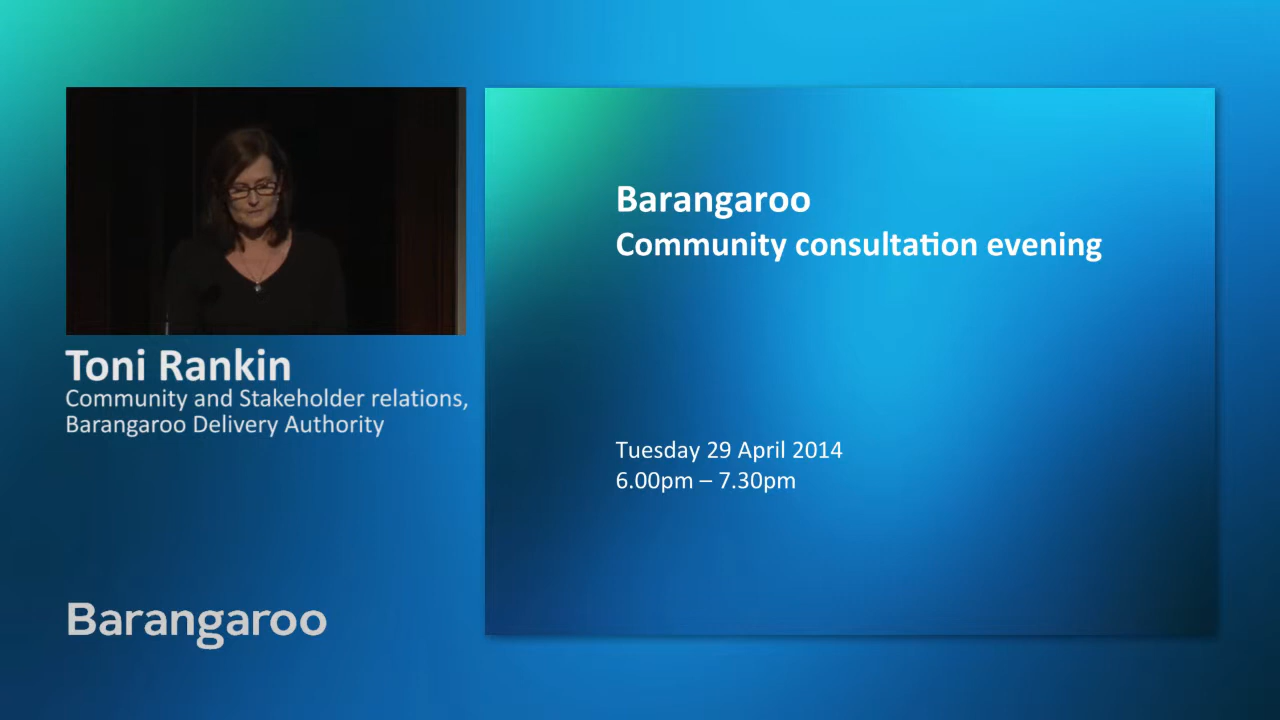 Toni Rankin
Community and Stakeholder relations,
Barangaroo Delivery Authority
Barangaroo
Barangaroo
Community consultation evening
Tuesday 29 April 2014
6.00pm – 7.30pm